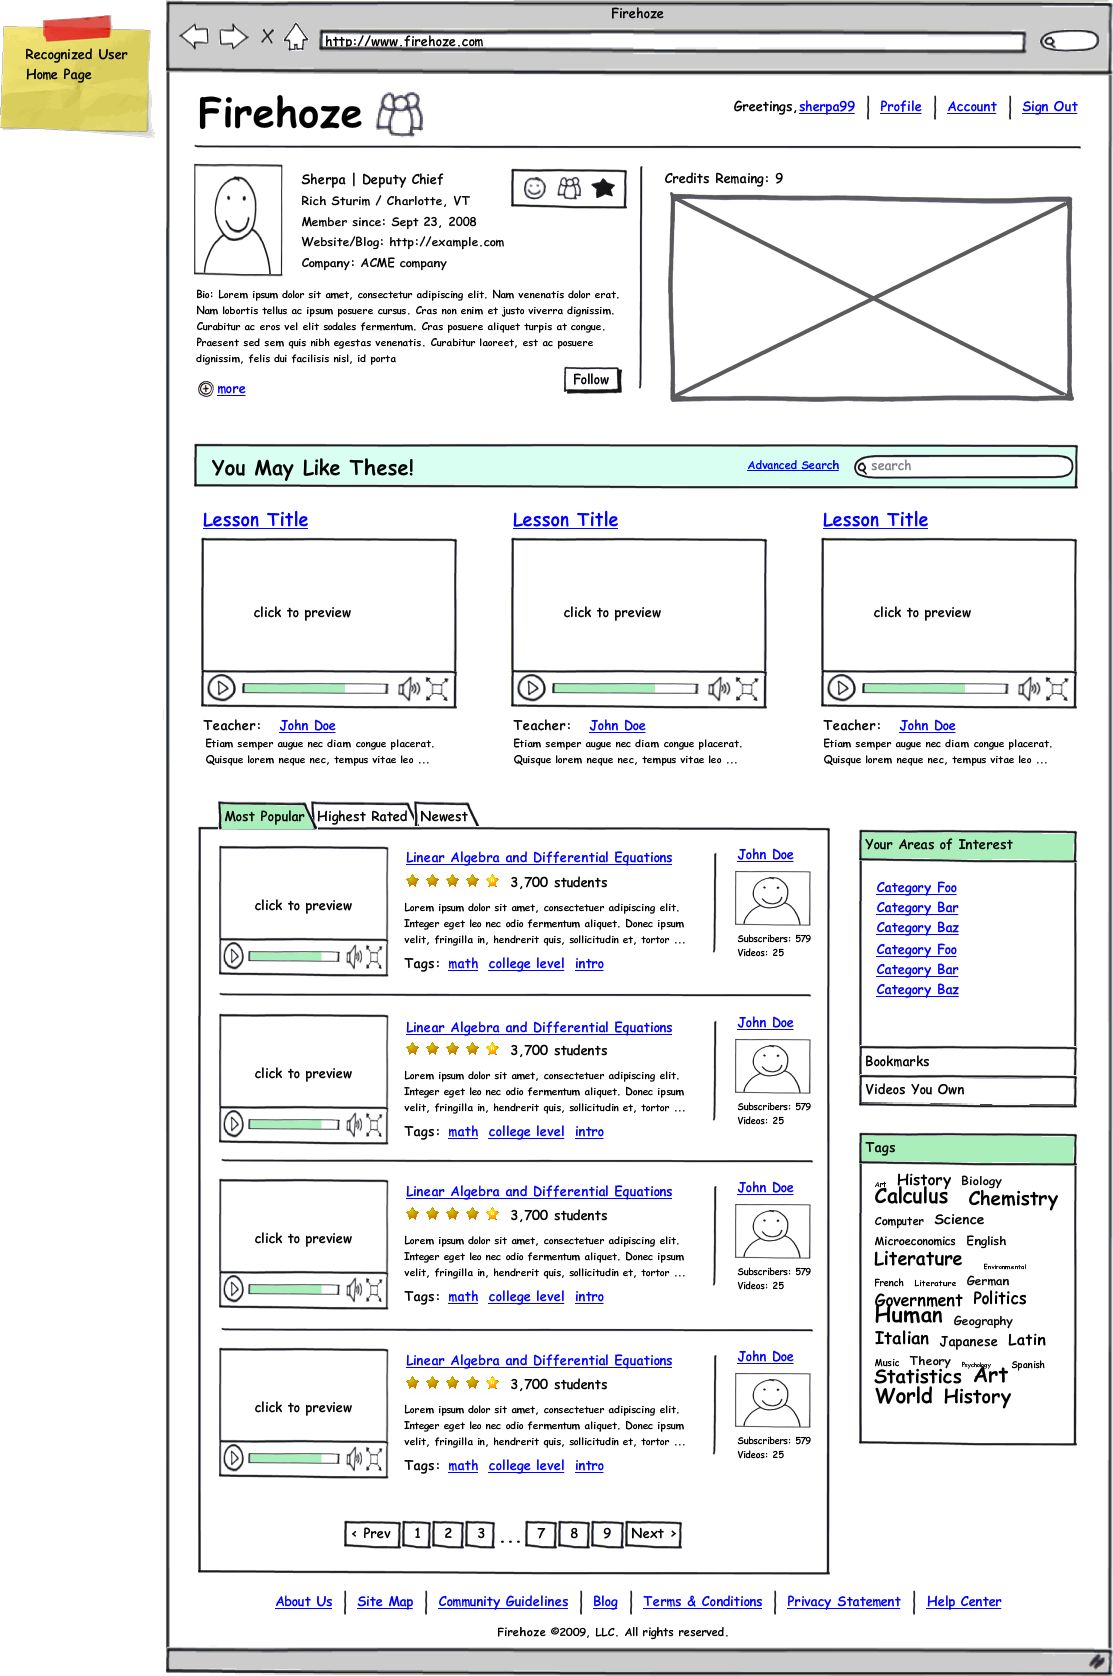 Recognized User
Home Page
Firehoze
http://www.firehoze.com
Firehoze
Greetings, sherpa99
Profile
Account
Sign Out
Sherpa | Deputy Chief
Rich Sturim / Charlotte, VT
Member since: Sept 23, 2008
Website/Blog: http://example.com
Company: ACME company
Bio: Lorem ipsum dolor sit amet, consectetur adipiscing elit. Nam venenatis dolor erat.
Nam lobortis tellus ac ipsum posuere cursus. Cras non enim et justo viverra dignissim.
Curabitur ac eros vel elit sodales fermentum. Cras posuere aliquet turpis at congue.
Praesent sed sem quis nibh egestas venenatis. Curabitur laoreet, est ac posuere
dignissim, felis dui facilisis nisl, id porta
more
Follow
Credits Remaing: 9
You May Like These!
Advanced Search
search
Lesson Title
click to preview
Teacher: John Doe
Etiam semper augue nec diam congue placerat.
Quisque lorem neque nec, tempus vitae leo ...
Lesson Title
click to preview
Teacher: John Doe
Etiam semper augue nec diam congue placerat.
Quisque lorem neque nec, tempus vitae leo ...
Lesson Title
click to preview
Teacher: John Doe
Etiam semper augue nec diam congue placerat.
Quisque lorem neque nec, tempus vitae leo ...
Most Popular
Highest Rated
Newest
click to preview
Linear Algebra and Differential Equations
3,700 students
Lorem ipsum dolor sit amet, consectetuer adipiscing elit.
Integer eget leo nec odio fermentum aliquet. Donec ipsum
velit, fringilla in, hendrerit quis, sollicitudin et, tortor ...
Tags: math college level intro
John Doe
Subscribers: 579
Videos: 25
click to preview
Linear Algebra and Differential Equations
3,700 students
Lorem ipsum dolor sit amet, consectetuer adipiscing elit.
Integer eget leo nec odio fermentum aliquet. Donec ipsum
velit, fringilla in, hendrerit quis, sollicitudin et, tortor ...
Tags: math college level intro
John Doe
Subscribers: 579
Videos: 25
click to preview
Linear Algebra and Differential Equations
3,700 students
Lorem ipsum dolor sit amet, consectetuer adipiscing elit.
Integer eget leo nec odio fermentum aliquet. Donec ipsum
velit, fringilla in, hendrerit quis, sollicitudin et, tortor ...
Tags: math college level intro
John Doe
Subscribers: 579
Videos: 25
click to preview
Linear Algebra and Differential Equations
3,700 students
Lorem ipsum dolor sit amet, consectetuer adipiscing elit.
Integer eget leo nec odio fermentum aliquet. Donec ipsum
velit, fringilla in, hendrerit quis, sollicitudin et, tortor ...
Tags: math college level intro
John Doe
Subscribers: 579
Videos: 25
< Prev 1 2 3 ... 7 8 9 Next >
Your Areas of Interest
Category Foo
Category Bar
Category Baz
Category Foo
Category Bar
Category Baz
Bookmarks
Videos You Own
Tags
Art History Biology
Calculus Chemistry
Computer Science
Microeconomics English
Literature Environmental
French Literature German
Government Politics
Human Geography
Italian Japanese Latin
Music Theory Psychology Spanish
Statistics Art
World History
About Us
Site Map
Community Guidelines
Blog
Terms & Conditions
Privacy Statement
Help Center
Firehoze ©2009, LLC. All rights reserved.